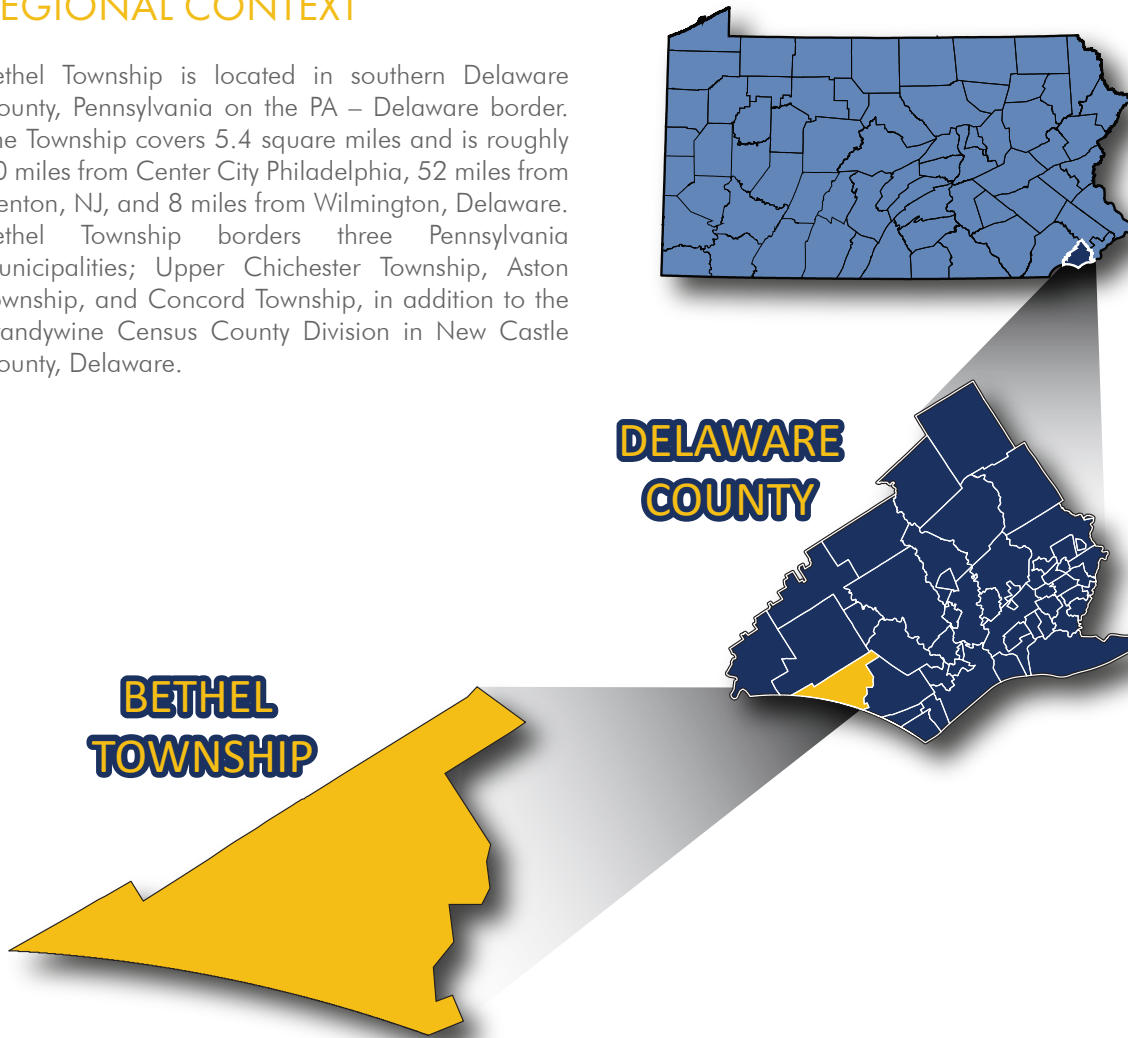 EGIONAL CONTEXT
ethel Township is located in southern Delaware
ounty, Pennsylvania on the PA – Delaware border.
he Township covers 5.4 square miles and is roughly
0 miles from Center City Philadelphia, 52 miles from
enton, NJ, and 8 miles from Wilmington, Delaware.
ethel Township borders three Pennsylvania
unicipalities; Upper Chichester Township, Aston
ownship, and Concord Township, in addition to the
randywine Census County Division in New Castle
ounty, Delaware.
DELAWARE
COUNTY
BETHEL
TOWNSHIP